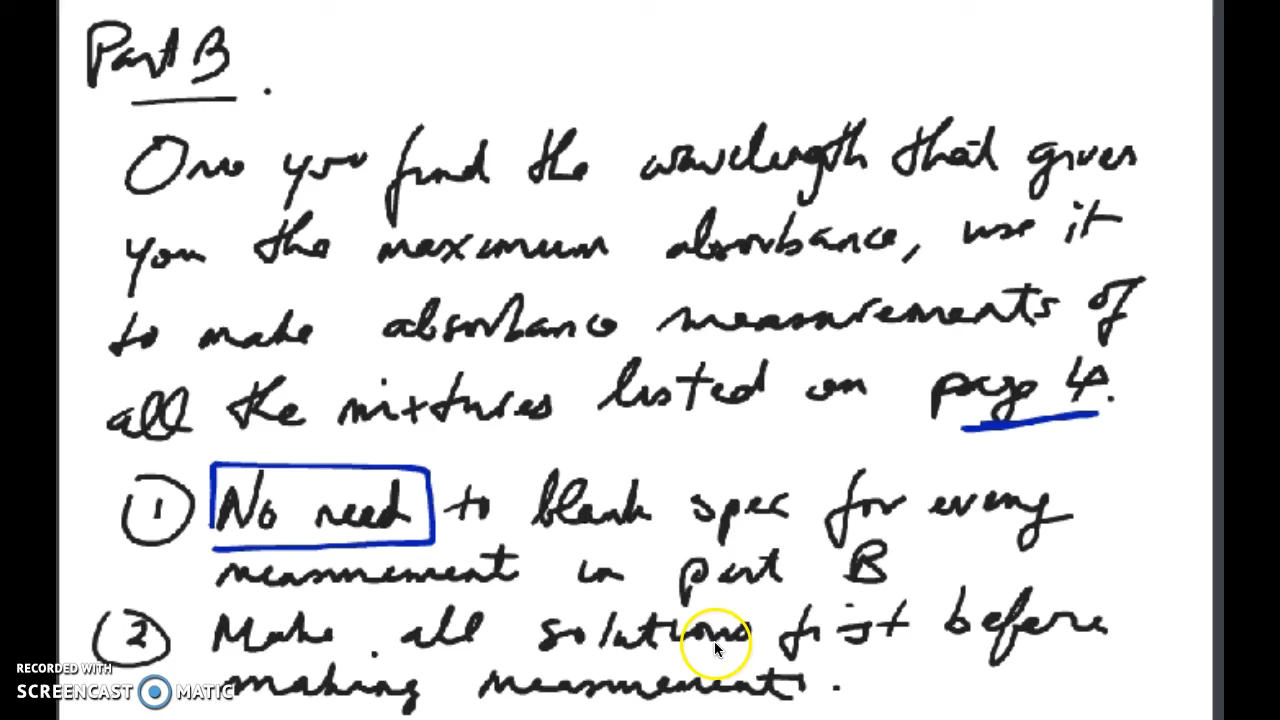 Part B.
Once you find the wavelength that gives
you the maximum absorbance, use it
to make absorbance measurements of
all the mixtures listed on page 4.
① No need to blank spec for every
measurement in part B
② Make all solutions first before
making measurements.
RECORDED WITH
SCREENCAST MATIC